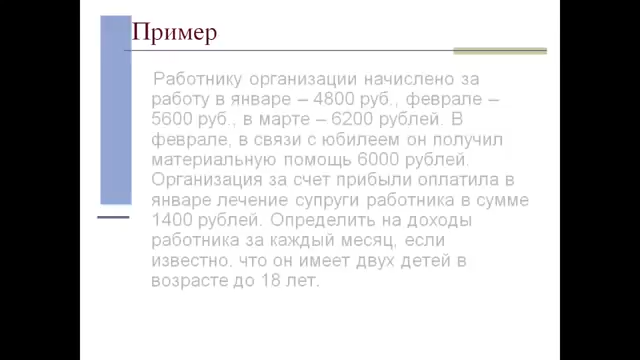 Пример
Работнику организации начислено за
работу в январе – 4800 руб., феврале –
5600 руб., в марте – 6200 рублей. В
феврале, в связи с юбилеем он получил
материальную помощь 6000 рублей.
Организация за счет прибыли оплатила в
январе лечение супруги работника в сумме
1400 рублей. Определить на доходы
работника за каждый месяц, если
известно, что он имеет двух детей в
возрасте до 18 лет.